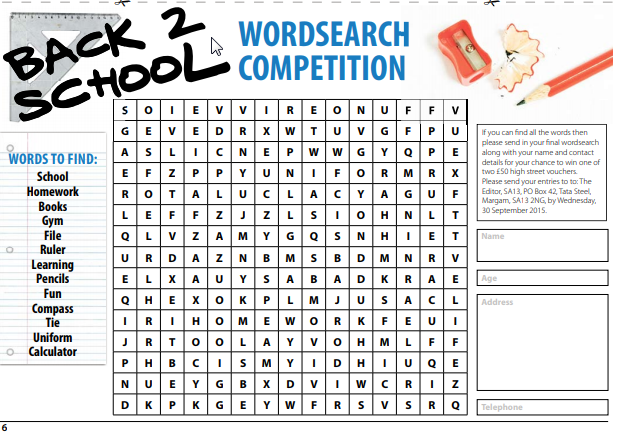 BACK 2
SCHOOL
WORDSEARCH
COMPETITION
WORDS TO FIND:
School
Homework
Books
Gym
File
Ruler
Learning
Pencils
Fun
Compass
Tie
Uniform
Calculator
S O I E V V I R E O N U F F V
G E V E D R X W T U V G F P U
A S L I C N E P W W G Y Q P E
E F Z P P Y U N I F O R M R X
R O T A L U C L A C Y A G U F
L E F F Z J Z L S I O H N L T
Q L V Z A M Y G Q S N H I E T
U R D A Z N B M S B D M N R V
E L X A U Y S A B A D K R A E
Q H E X O K P L M J U S A C L
I R I H O M E W O R K F E U I
J R T O O L A Y V O H M L F F
P H B C I S M Y I D H I U Q E
N U E Y G B X D V I W C R I Z
D K P K G E Y W F R S V S R Q
If you can find all the words then
please send in your final wordsearch
along with your name and contact
details for your chance to win one of
two £50 high street vouchers.
Please send your entries to: The
Editor, SA13, PO Box 42, Tata Steel,
Margam, SA13 2NG, by Wednesday,
30 September 2015.
Name
Age
Address
Telephone
6